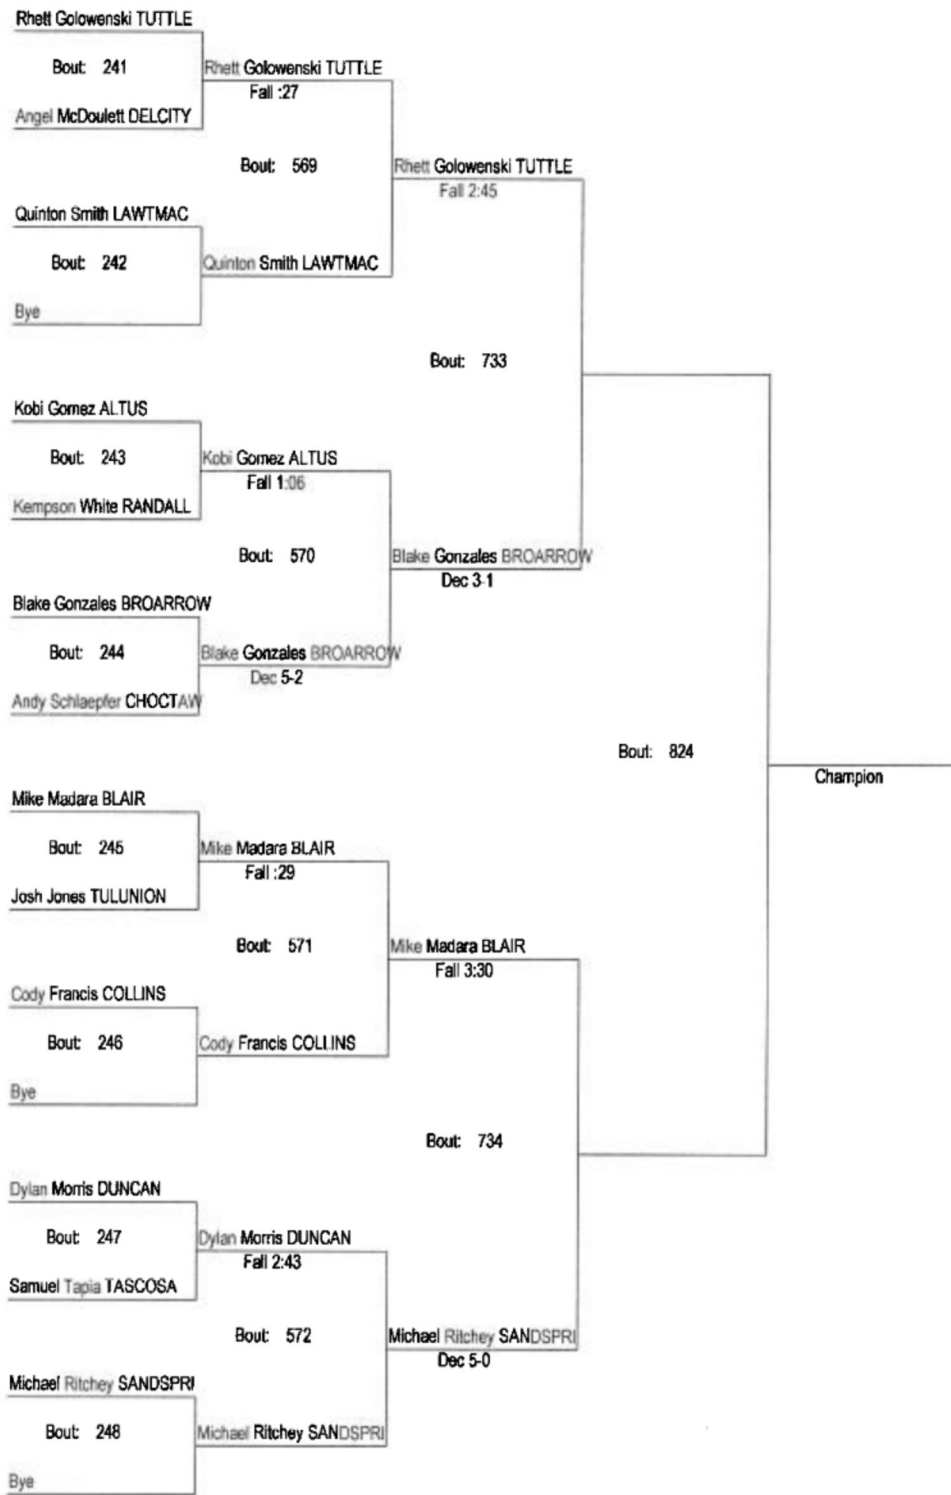 Rhett Golowenski TUTTLE
Bout: 241
Rhett Golowenski TUTTLE
Fall :27
Angel McDoulett DELCITY
Bout: 569
Rhett Golowenski TUTTLE
Fall 2:45
Quinton Smith LAWTMAC
Bout: 242
Quinton Smith LAWTMAC
Bye
Bout: 733
Kobi Gomez ALTUS
Bout: 243
Kobi Gomez ALTUS
Fall 1:06
Kempson White RANDALL
Bout: 570
Blake Gonzales BROARROW
Dec 3-1
Blake Gonzales BROARROW
Bout: 244
Blake Gonzales BROARROW
Dec 5-2
Andy Schlaepfer CHOCTAW
Bout: 824
Champion
Mike Madara BLAIR
Bout: 245
Mike Madara BLAIR
Fall :29
Josh Jones TULUNION
Bout: 571
Mike Madara BLAIR
Fall 3:30
Cody Francis COLLINS
Bout: 246
Cody Francis COLLINS
Bye
Bout: 734
Dylan Morris DUNCAN
Bout: 247
Dylan Morris DUNCAN
Fall 2:43
Samuel Tapia TASCOSA
Bout: 572
Michael Ritchey SANDSPRI
Dec 5-0
Michael Ritchey SANDSPRI
Bout: 248
Michael Ritchey SANDSPRI
Bye